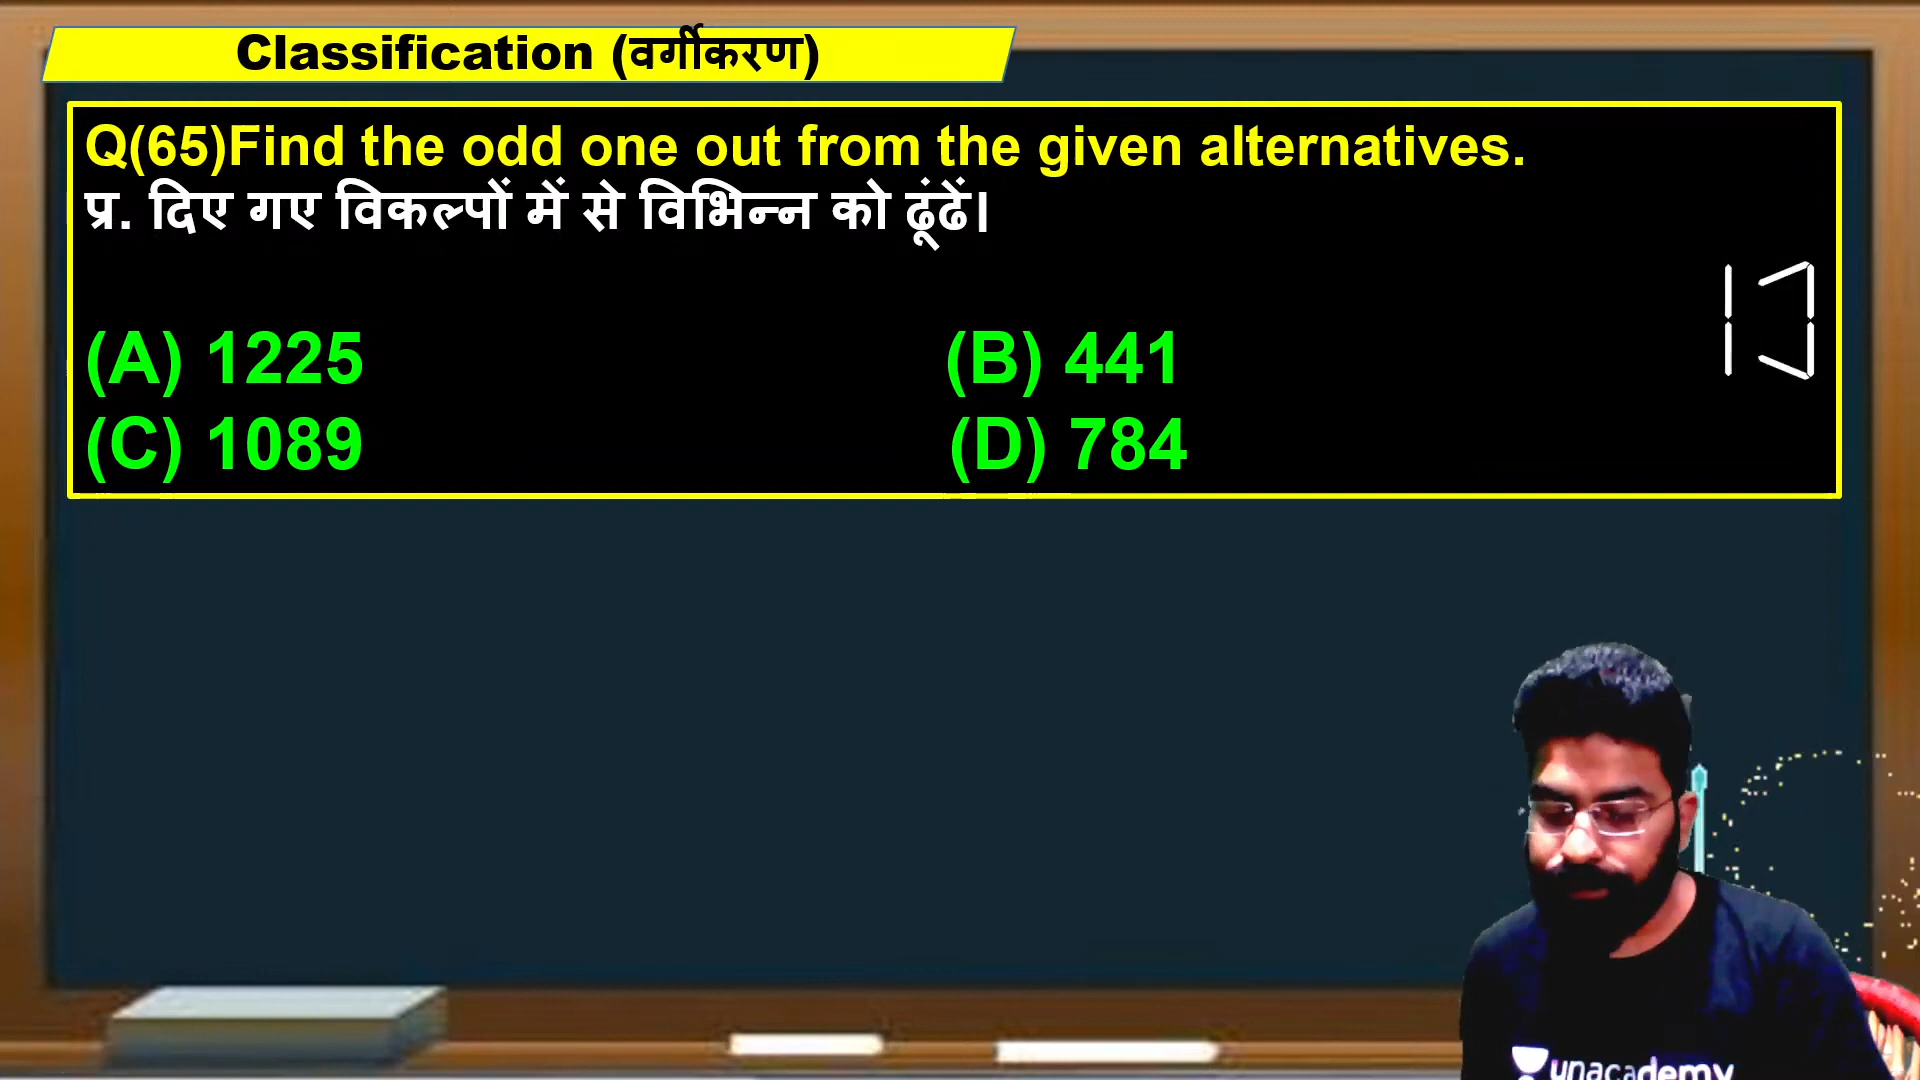 Classification (वर्गीकरण)
Q(65)Find the odd one out from the given alternatives.
प्र. दिए गए विकल्पों में से विभिन्न को ढूंढें।
(A) 1225 (B) 441
(C) 1089 (D) 784
unacademy